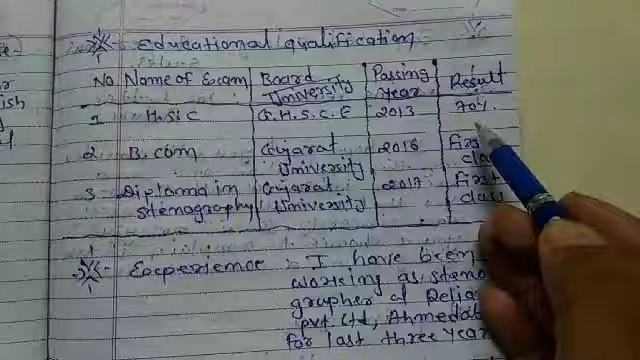 Educational qualification
No Name of Exam Board University Passing year Result
1 H.S.C G.H.S.E.B 2013 70%
2 B.com Gujarat University 2016 First class
3 Diploma in stenography Gujarat University 2017 First class
Experience : I have been
working as steno
grapher at Relia
pvt Ltd, Ahmedab
for last three year